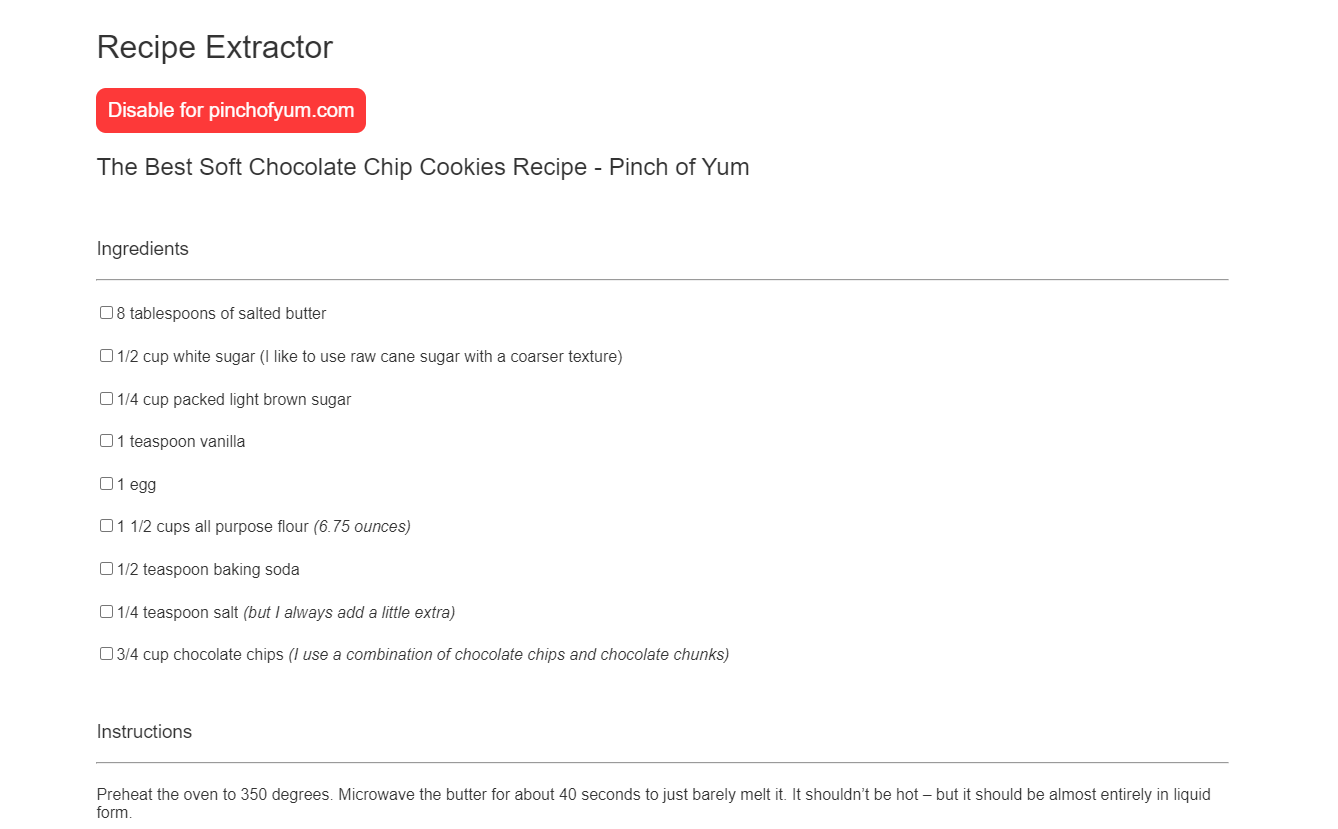 Recipe Extractor
Disable for pinchofyum.com
The Best Soft Chocolate Chip Cookies Recipe - Pinch of Yum
Ingredients
8 tablespoons of salted butter
1/2 cup white sugar (I like to use raw cane sugar with a coarser texture)
1/4 cup packed light brown sugar
1 teaspoon vanilla
1 egg
1 1/2 cups all purpose flour (6.75 ounces)
1/2 teaspoon baking soda
1/4 teaspoon salt (but I always add a little extra)
3/4 cup chocolate chips (I use a combination of chocolate chips and chocolate chunks)
Instructions
Preheat the oven to 350 degrees. Microwave the butter for about 40 seconds to just barely melt it. It shouldn’t be hot – but it should be almost entirely in liquid
form.